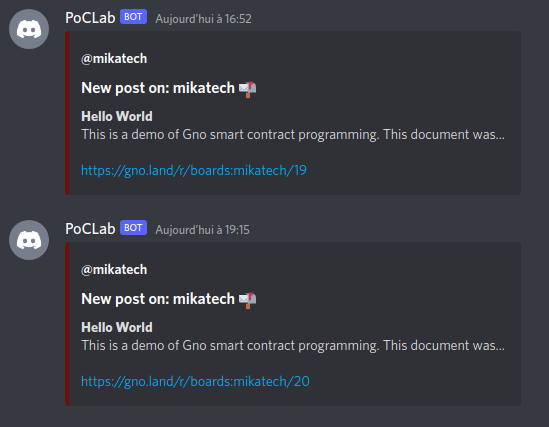 PoCLab BOT Aujourd'hui à 16:52
@mikatech
New post on: mikatech 📬
Hello World
This is a demo of Gno smart contract programming. This document was...
https://gno.land/r/boards:mikatech/19
PoCLab BOT Aujourd'hui à 19:15
@mikatech
New post on: mikatech 📬
Hello World
This is a demo of Gno smart contract programming. This document was...
https://gno.land/r/boards:mikatech/20